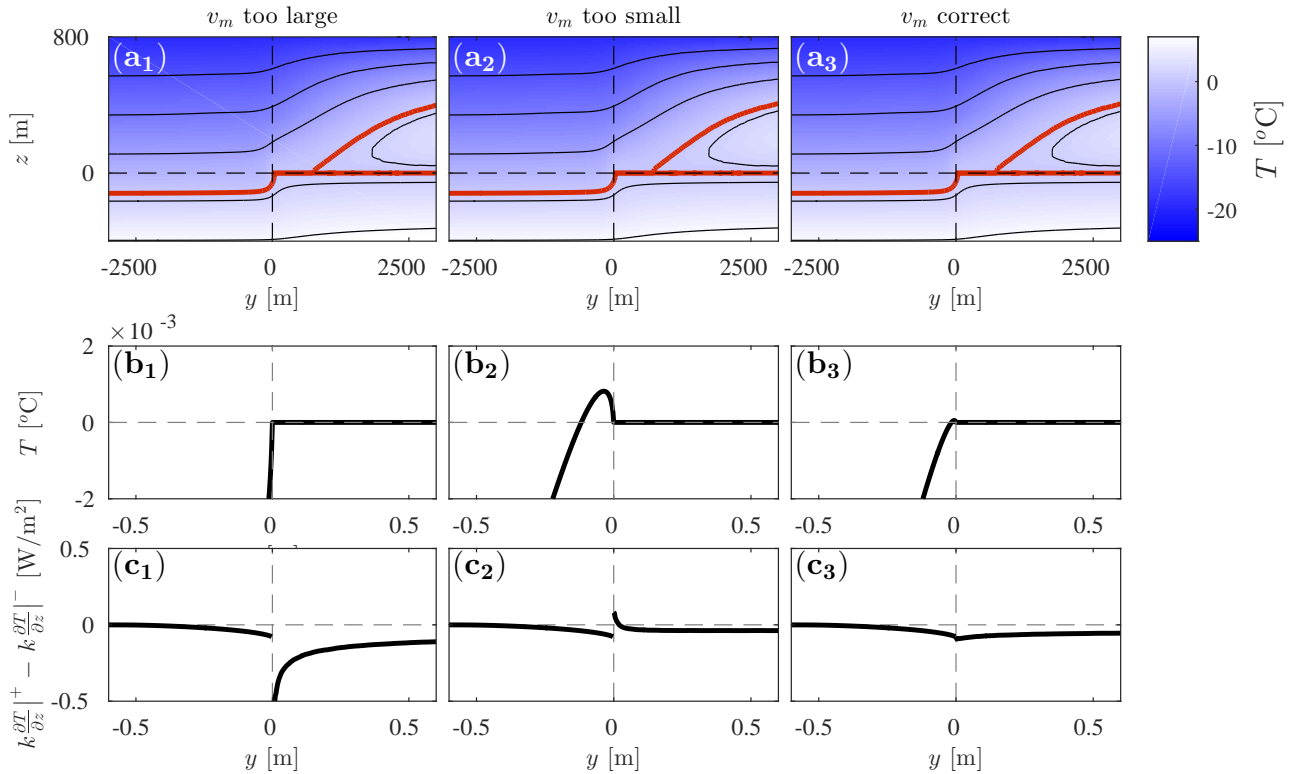 v_m too large v_m too small v_m correct
800
(a₁) (a₂) (a₃)
z [m]
0
0
-10
-20
T [°C]
-2500 0 2500 -2500 0 2500 -2500 0 2500
y [m] y [m] y [m]
×10⁻³
2
(b₁) (b₂) (b₃)
T [°C]
0
-2
-0.5 0 0.5 -0.5 0 0.5 -0.5 0 0.5
0.5
(c₁) (c₂) (c₃)
k ∂T/∂z|⁺ − k ∂T/∂z|⁻ [W/m²]
0
-0.5
-0.5 0 0.5 -0.5 0 0.5 -0.5 0 0.5
y [m] y [m] y [m]